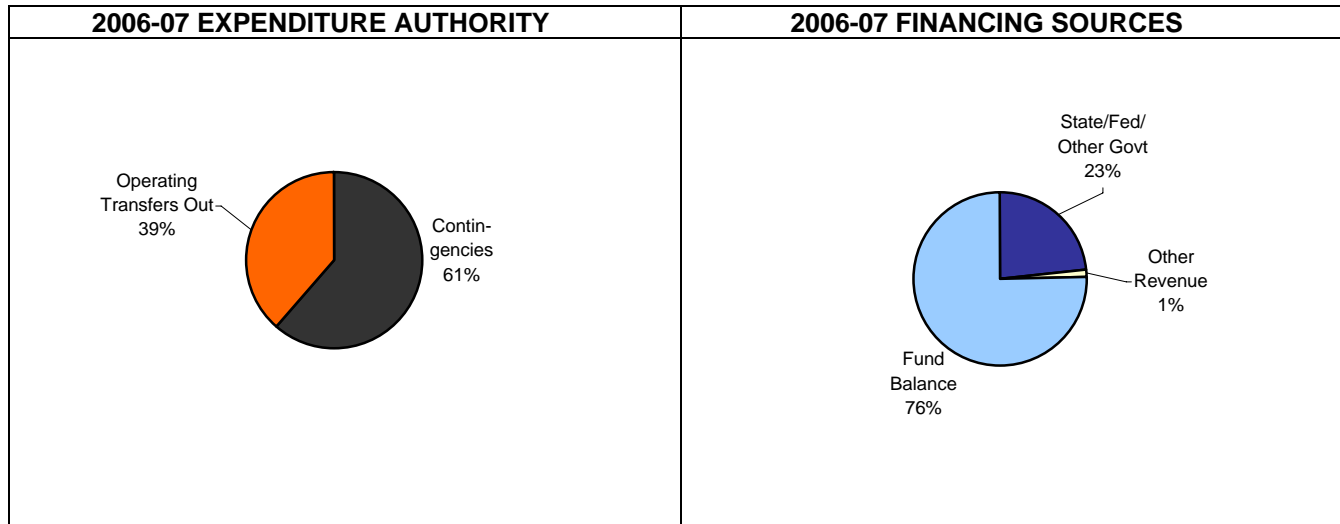 2006-07 EXPENDITURE AUTHORITY
Operating
Transfers Out
39%
Contin-
gencies
61%
2006-07 FINANCING SOURCES
State/Fed/
Other Govt
23%
Other
Revenue
1%
Fund
Balance
76%